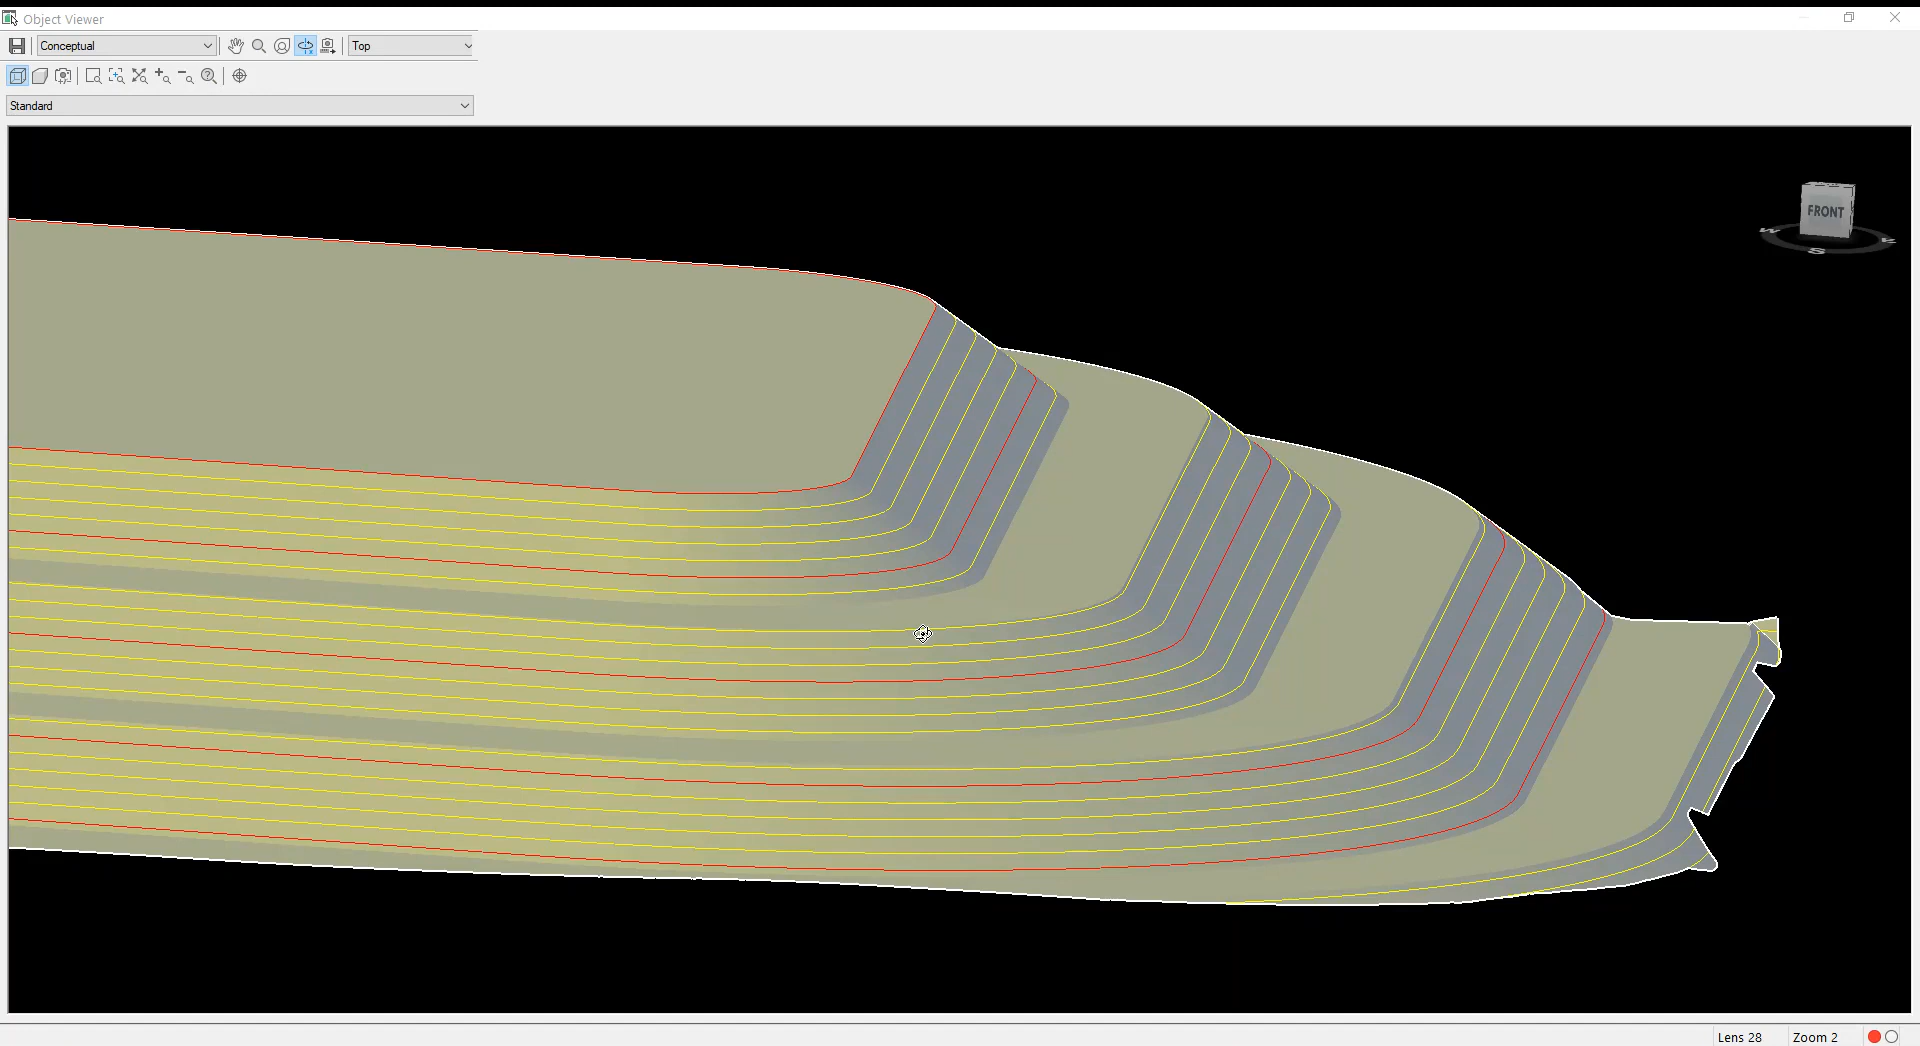 Object Viewer
Conceptual
Top
Standard
FRONT
W
S
Lens 28
Zoom 2